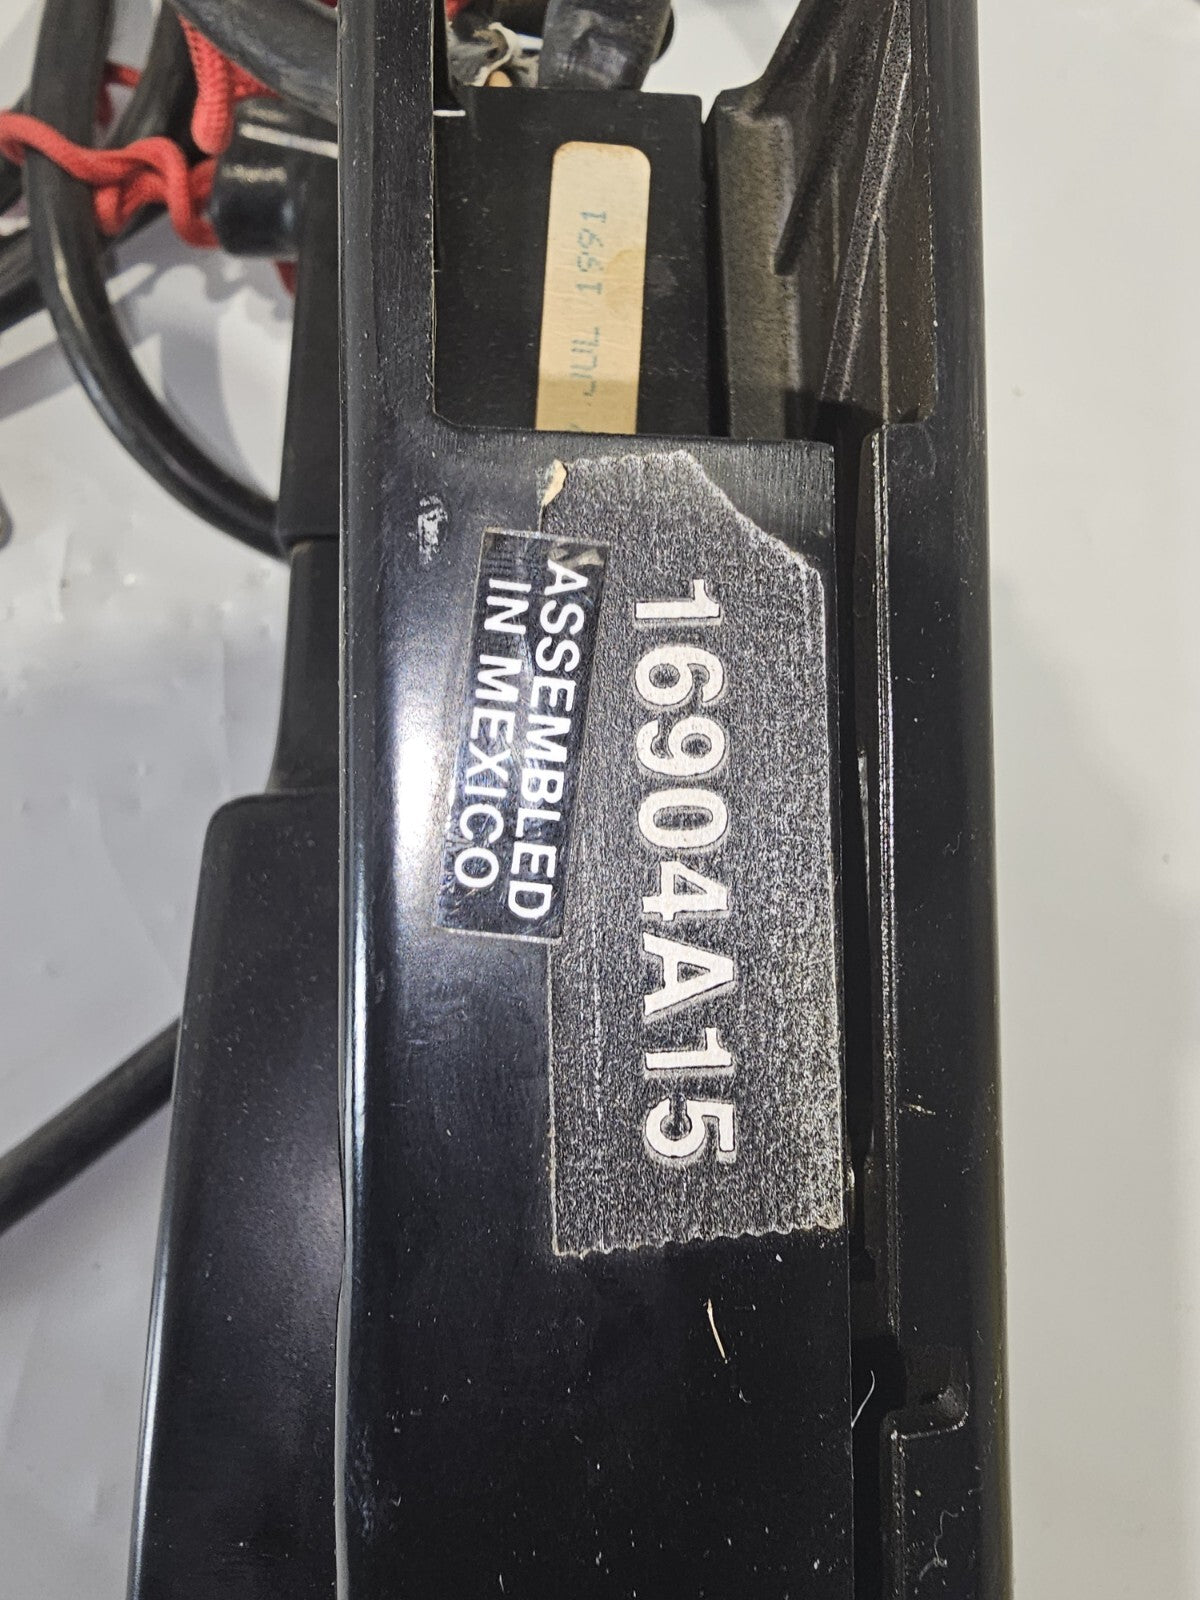 JUL 1991
16904A15
ASSEMBLED
IN MEXICO